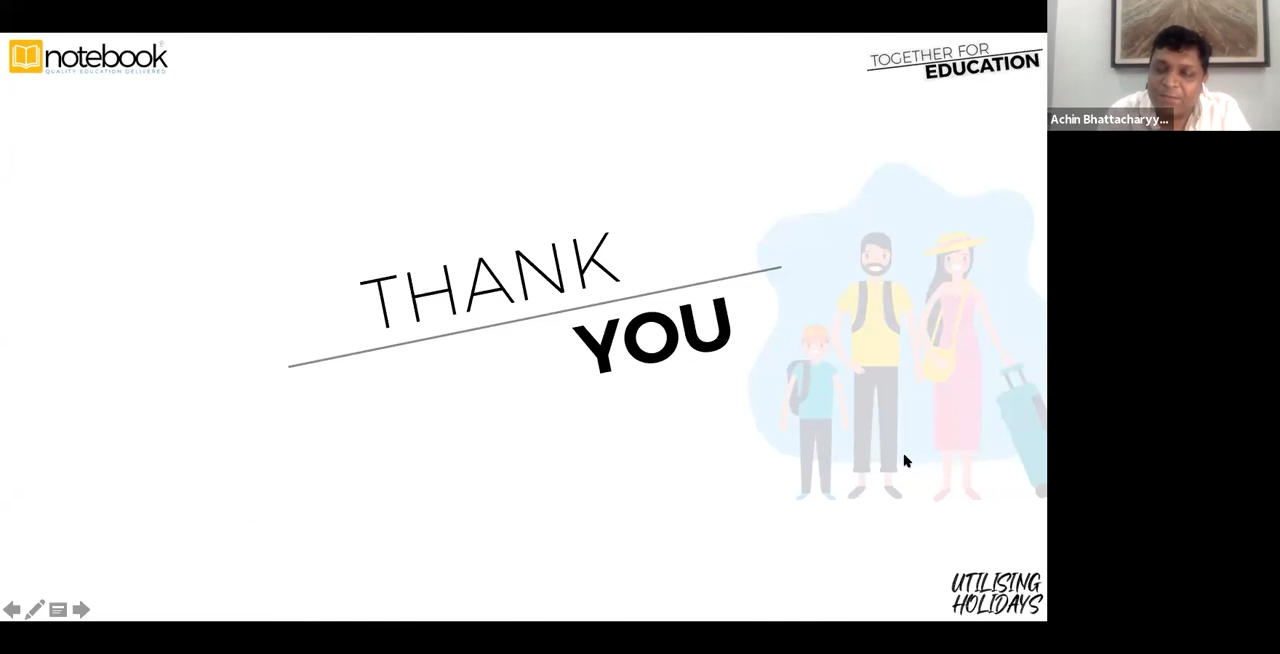 notebook
QUALITY EDUCATION DELIVERED
TOGETHER FOR
EDUCATION
Achin Bhattacharyy...
THANK
YOU
UTILISING
HOLIDAYS